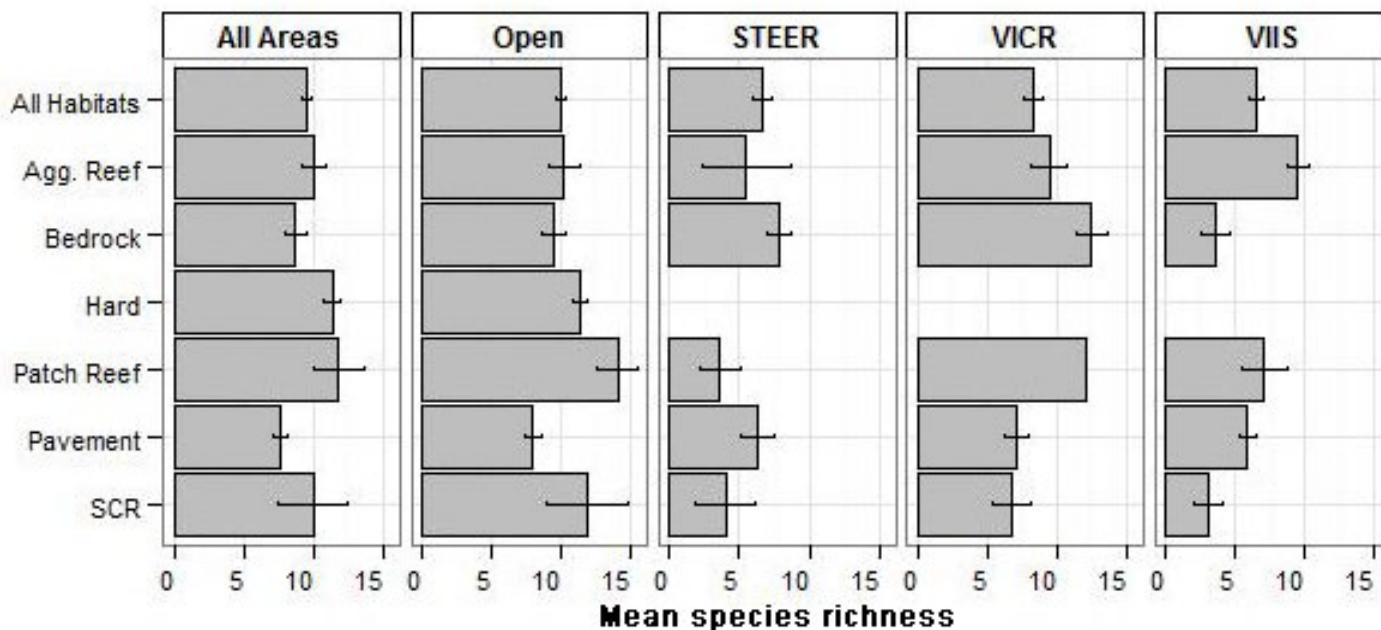 All Areas Open STEER VICR VIIS
All Habitats
Agg. Reef
Bedrock
Hard
Patch Reef
Pavement
SCR
0 5 10 15 0 5 10 15 0 5 10 15 0 5 10 15 0 5 10 15
Mean species richness